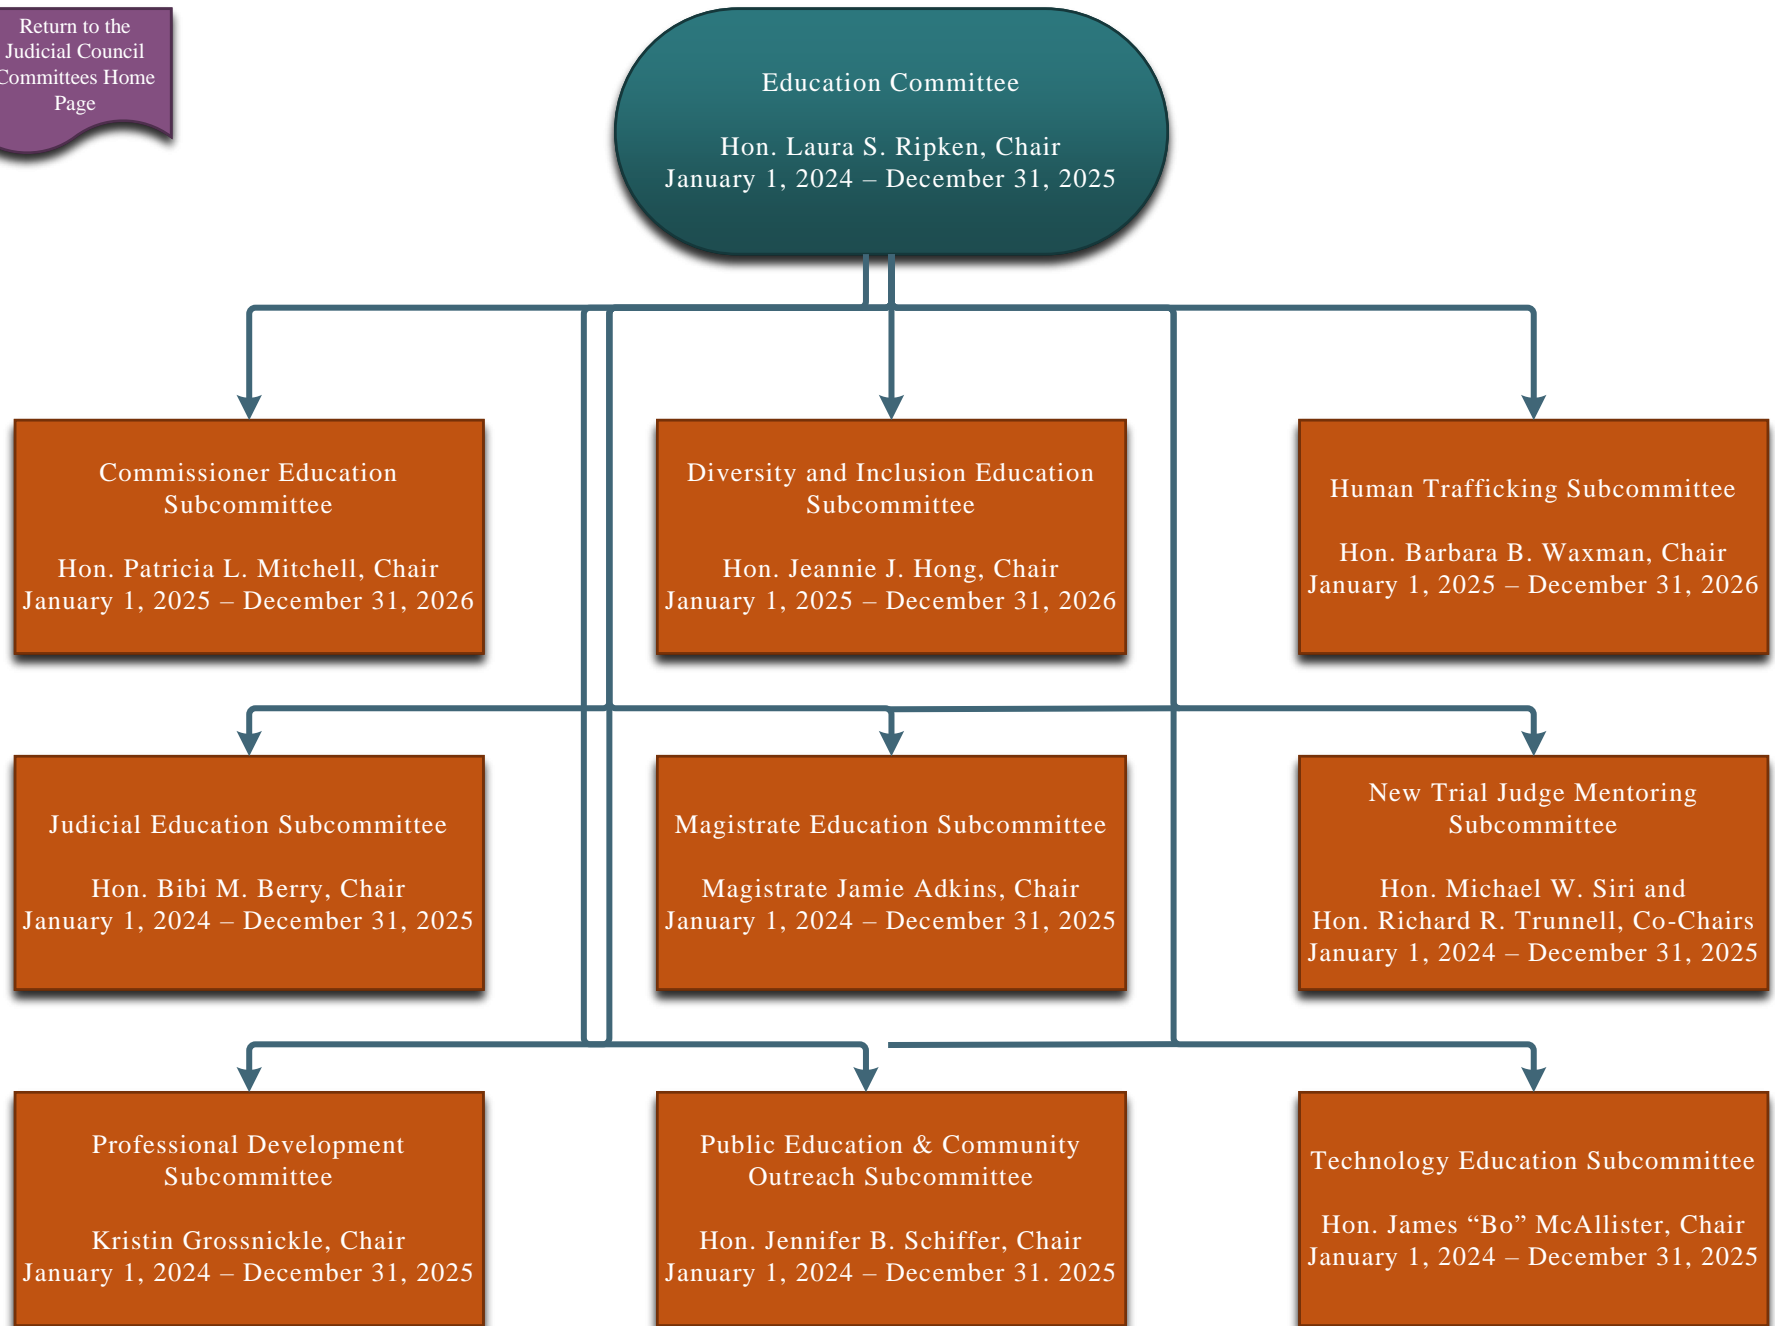 Return to the
Judicial Council
Committees Home
Page
Education Committee
Hon. Laura S. Ripken, Chair
January 1, 2024 – December 31, 2025
Commissioner Education
Subcommittee
Hon. Patricia L. Mitchell, Chair
January 1, 2025 – December 31, 2026
Diversity and Inclusion Education
Subcommittee
Hon. Jeannie J. Hong, Chair
January 1, 2025 – December 31, 2026
Human Trafficking Subcommittee
Hon. Barbara B. Waxman, Chair
January 1, 2025 – December 31, 2026
Judicial Education Subcommittee
Hon. Bibi M. Berry, Chair
January 1, 2024 – December 31, 2025
Magistrate Education Subcommittee
Magistrate Jamie Adkins, Chair
January 1, 2024 – December 31, 2025
New Trial Judge Mentoring
Subcommittee
Hon. Michael W. Siri and
Hon. Richard R. Trunnell, Co-Chairs
January 1, 2024 – December 31, 2025
Professional Development
Subcommittee
Kristin Grossnickle, Chair
January 1, 2024 – December 31, 2025
Public Education & Community
Outreach Subcommittee
Hon. Jennifer B. Schiffer, Chair
January 1, 2024 – December 31. 2025
Technology Education Subcommittee
Hon. James “Bo” McAllister, Chair
January 1, 2024 – December 31, 2025